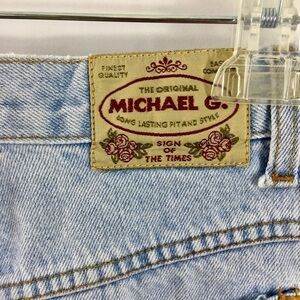 FINEST
QUALITY
THE ORIGINAL
MICHAEL G.
LONG LASTING FIT AND STYLE
SIGN
OF
THE TIMES